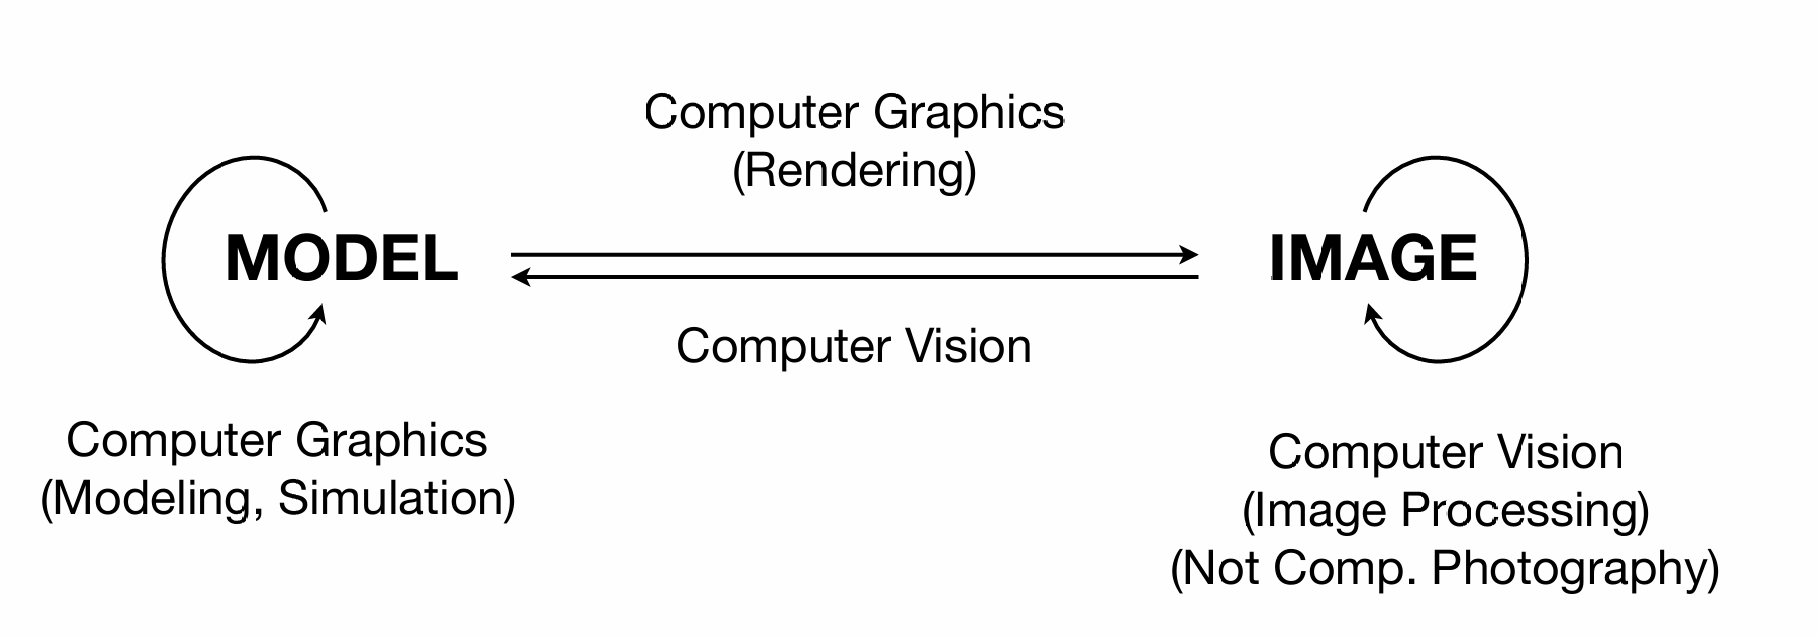 Computer Graphics
(Rendering)
MODEL
IMAGE
Computer Vision
Computer Graphics
(Modeling, Simulation)
Computer Vision
(Image Processing)
(Not Comp. Photography)